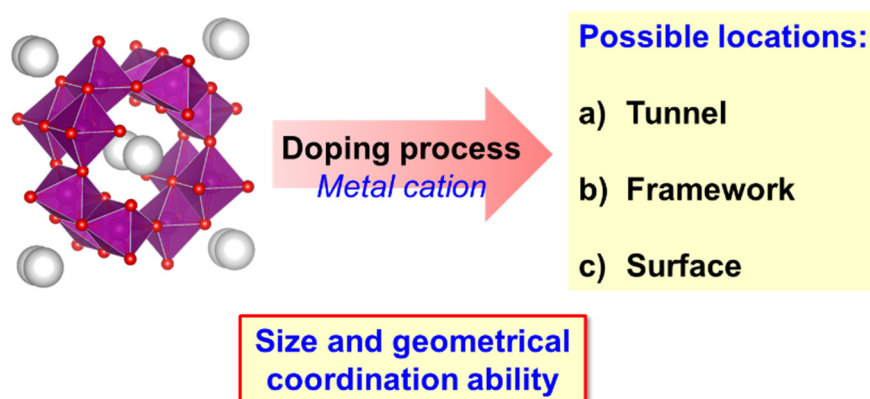 Doping process
Metal cation
Possible locations:
a) Tunnel
b) Framework
c) Surface
Size and geometrical
coordination ability